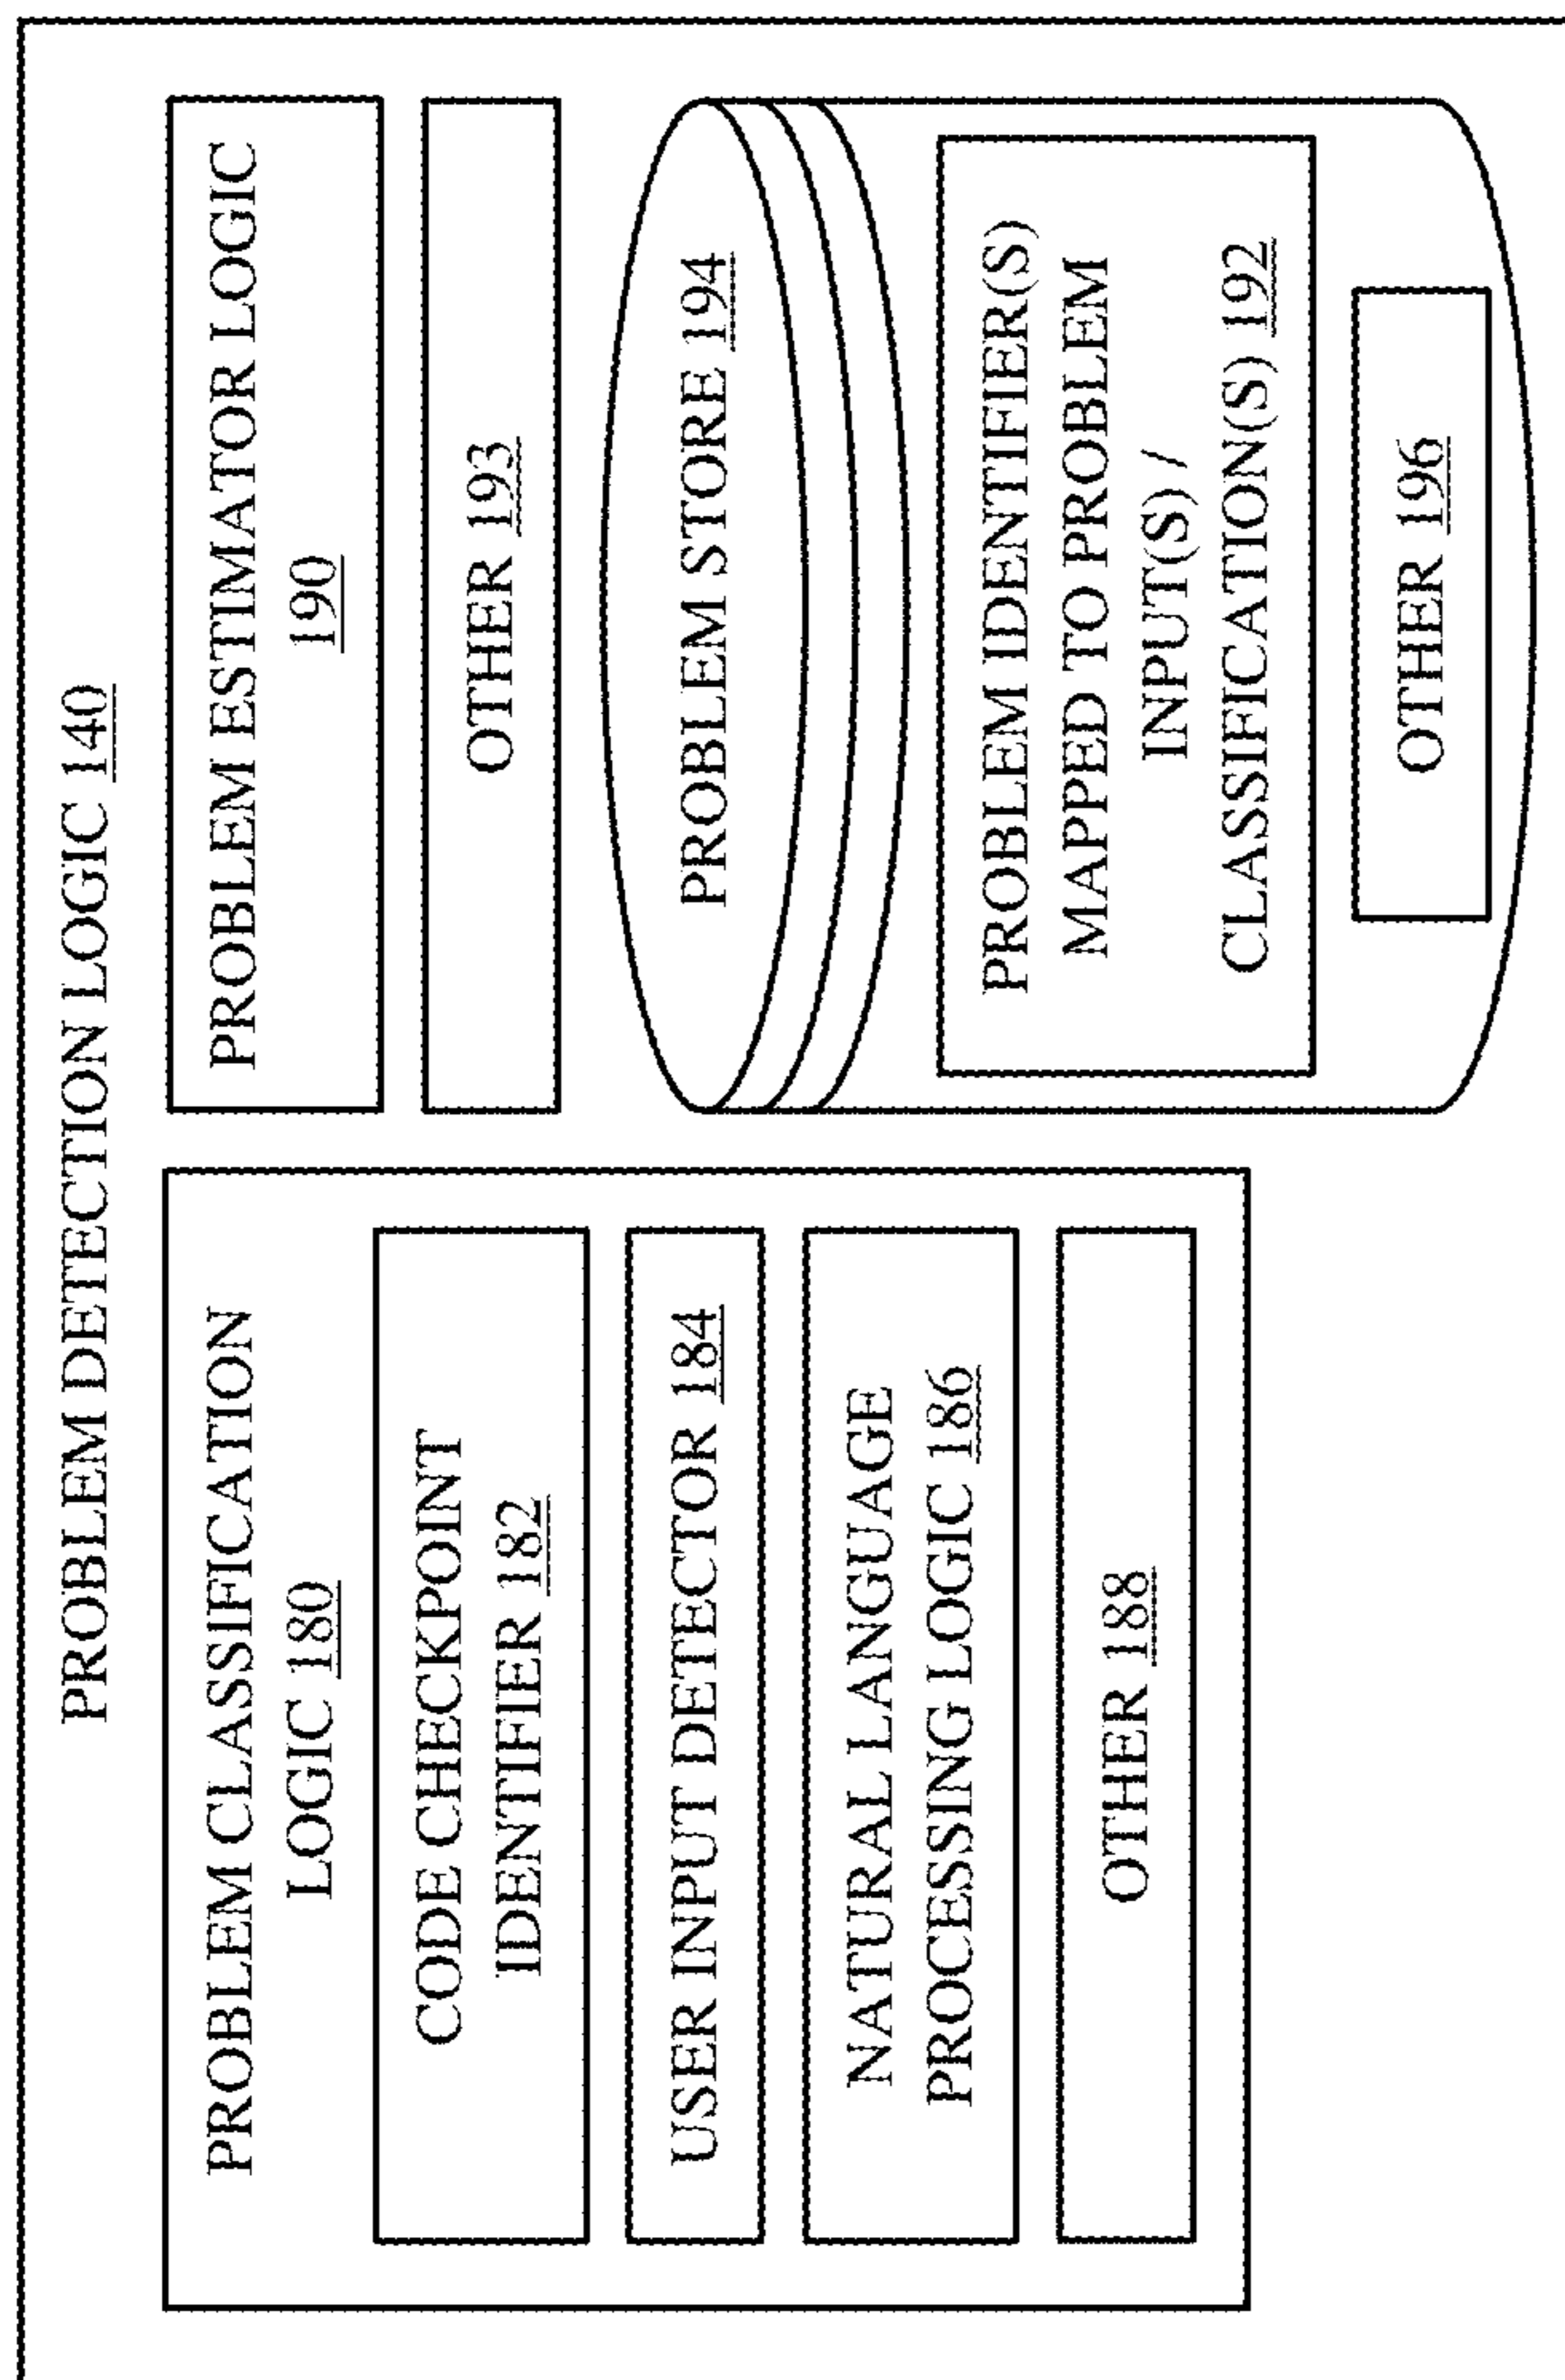 PROBLEM DETECTION LOGIC 140
PROBLEM CLASSIFICATION
LOGIC 180
CODE CHECKPOINT
IDENTIFIER 182
USER INPUT DETECTOR 184
NATURAL LANGUAGE
PROCESSING LOGIC 186
OTHER 188
PROBLEM ESTIMATOR LOGIC
190
OTHER 193
PROBLEM STORE 194
PROBLEM IDENTIFIER(S)
MAPPED TO PROBLEM
INPUT(S) /
CLASSIFICATION(S) 192
OTHER 196